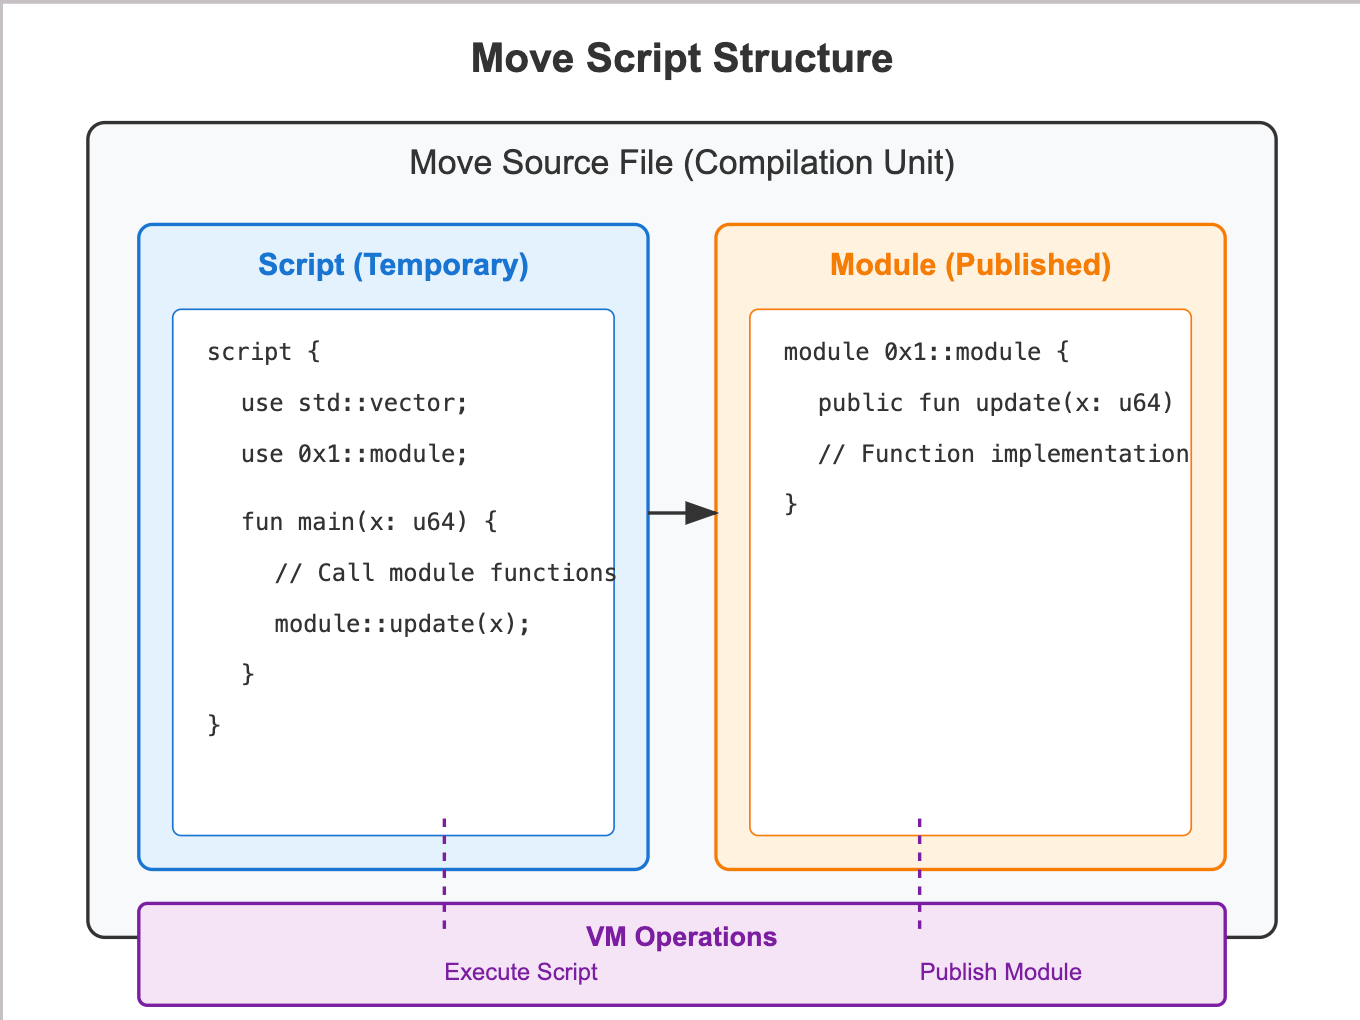 Move Script Structure
Move Source File (Compilation Unit)
Script (Temporary)
script {
use std::vector;
use 0x1::module;
fun main(x: u64) {
// Call module functions
module::update(x);
}
}
Module (Published)
module 0x1::module {
public fun update(x: u64)
// Function implementation
}
VM Operations
Execute Script
Publish Module